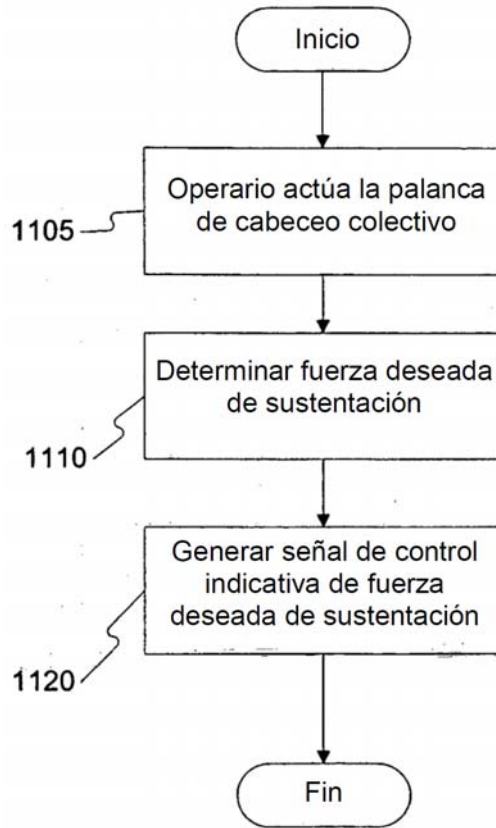 Inicio
Operario actúa la palanca
de cabeceo colectivo
1105
Determinar fuerza deseada
de sustentación
1110
Generar señal de control
indicativa de fuerza
deseada de sustentación
1120
Fin